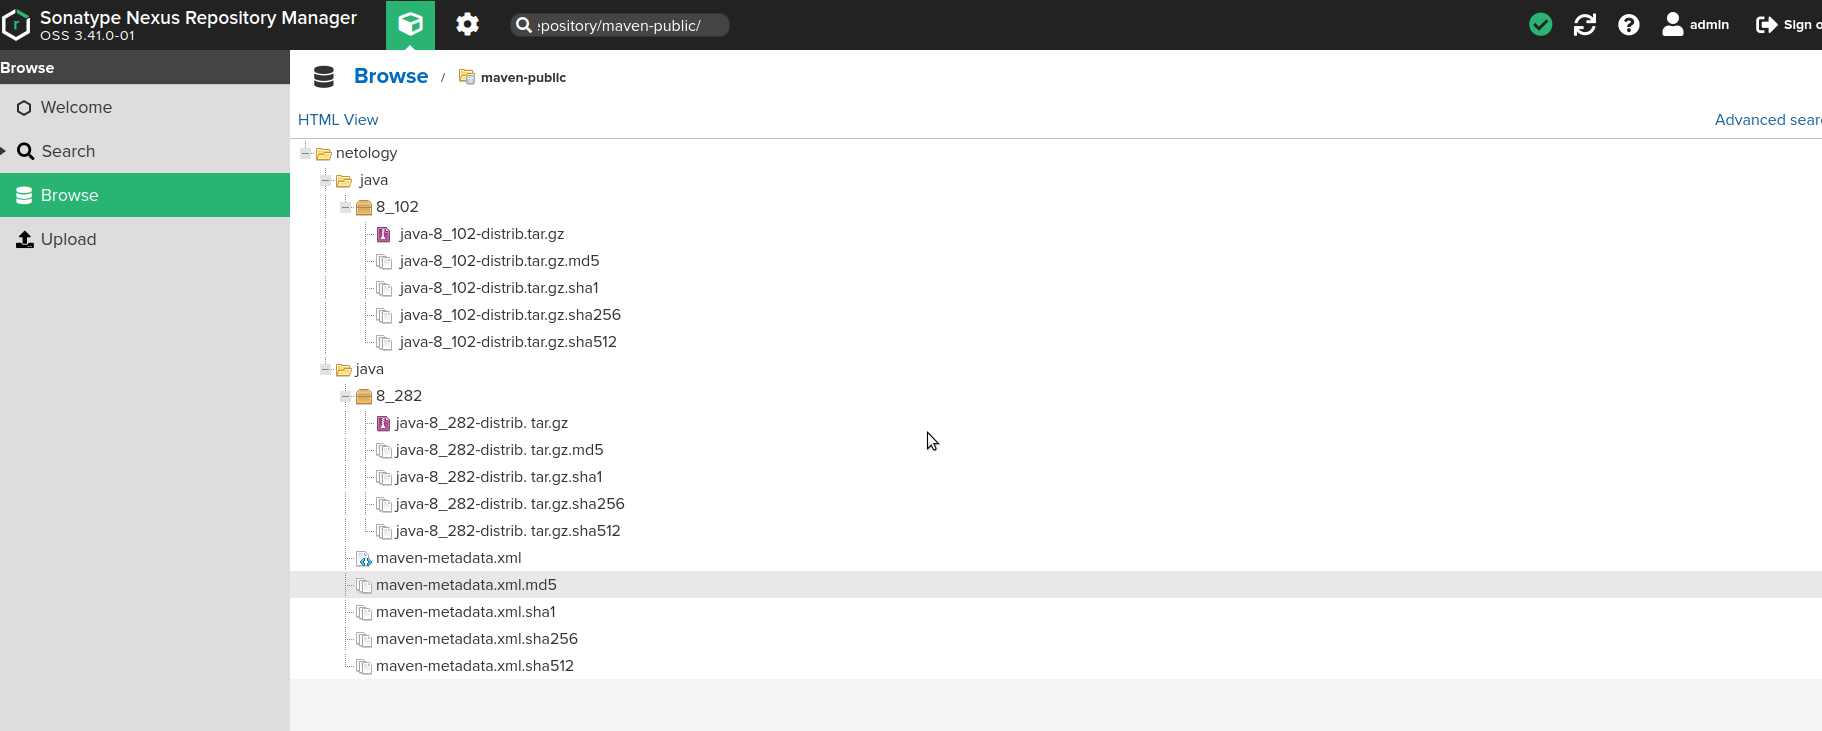 Sonatype Nexus Repository Manager
OSS 3.41.0-01
epository/maven-public/
admin
Sign o
Browse
Welcome
Search
Browse
Upload
Browse / maven-public
HTML View
Advanced sear
netology
java
8_102
java-8_102-distrib.tar.gz
java-8_102-distrib.tar.gz.md5
java-8_102-distrib.tar.gz.sha1
java-8_102-distrib.tar.gz.sha256
java-8_102-distrib.tar.gz.sha512
java
8_282
java-8_282-distrib. tar.gz
java-8_282-distrib. tar.gz.md5
java-8_282-distrib. tar.gz.sha1
java-8_282-distrib. tar.gz.sha256
java-8_282-distrib. tar.gz.sha512
maven-metadata.xml
maven-metadata.xml.md5
maven-metadata.xml.sha1
maven-metadata.xml.sha256
maven-metadata.xml.sha512